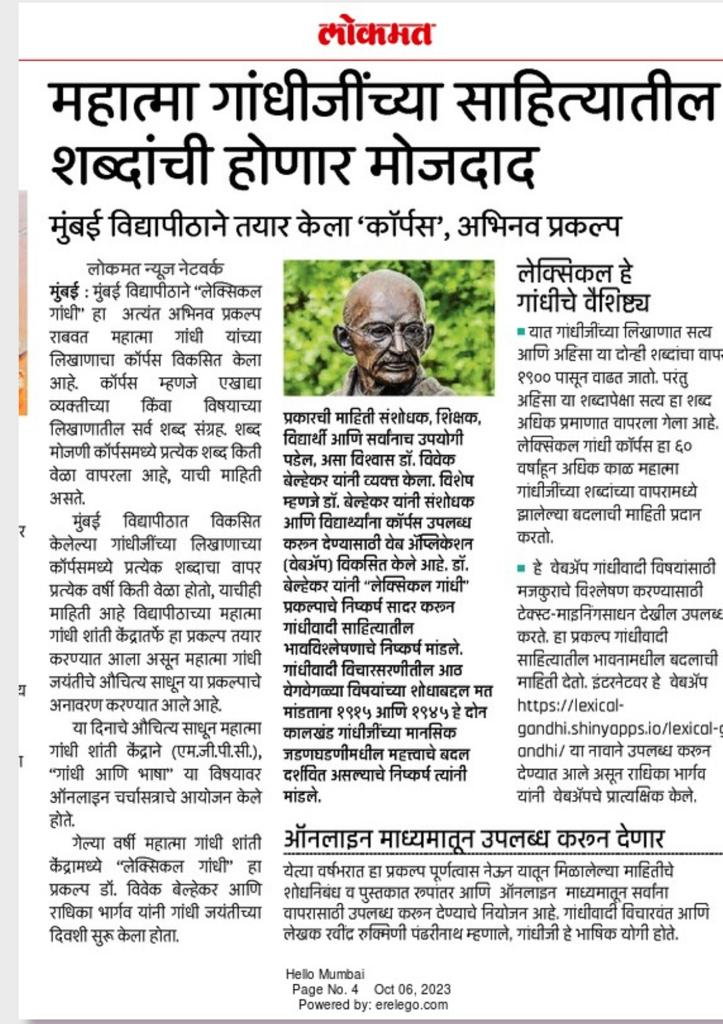 लोकमत
महात्मा गांधीजींच्या साहित्यातील
शब्दांची होणार मोजदाद
मुंबई विद्यापीठाने तयार केला ‘कॉर्पस’, अभिनव प्रकल्प
लोकमत न्यूज नेटवर्क
मुंबई : मुंबई विद्यापीठाने “लेक्सिकल
गांधी” हा अत्यंत अभिनव प्रकल्प
राबवत महात्मा गांधी यांच्या
लिखाणाचा कॉर्पस विकसित केला
आहे. कॉर्पस म्हणजे एखाद्या
व्यक्तीच्या किंवा विषयाच्या
लिखाणातील सर्व शब्द संग्रह. शब्द
मोजणी कॉर्पसमध्ये प्रत्येक शब्द किती
वेळा वापरला आहे, याची माहिती
असते.
मुंबई विद्यापीठात विकसित
केलेल्या गांधीजींच्या लिखाणाच्या
कॉर्पसमध्ये प्रत्येक शब्दाचा वापर
प्रत्येक वर्षी किती वेळा होतो, याचीही
माहिती आहे विद्यापीठाच्या महात्मा
गांधी शांती केंद्रातर्फे हा प्रकल्प तयार
करण्यात आला असून महात्मा गांधी
जयंतीचे औचित्य साधून या प्रकल्पाचे
अनावरण करण्यात आले आहे.
या दिनाचे औचित्य साधून महात्मा
गांधी शांती केंद्राने (एम.जी.पी.सी.),
“गांधी आणि भाषा” या विषयावर
ऑनलाइन चर्चासत्राचे आयोजन केले
होते.
गेल्या वर्षी महात्मा गांधी शांती
केंद्रामध्ये “लेक्सिकल गांधी” हा
प्रकल्प डॉ. विवेक बेल्हेकर आणि
राधिका भार्गव यांनी गांधी जयंतीच्या
दिवशी सुरू केला होता.
प्रकारची माहिती संशोधक, शिक्षक,
विद्यार्थी आणि सर्वांनाच उपयोगी
पडेल, असा विश्वास डॉ. विवेक
बेल्हेकर यांनी व्यक्त केला. विशेष
म्हणजे डॉ. बेल्हेकर यांनी संशोधक
आणि विद्यार्थ्यांना कॉर्पस उपलब्ध
करून देण्यासाठी वेब ॲप्लिकेशन
(वेबॲप) विकसित केले आहे. डॉ.
बेल्हेकर यांनी “लेक्सिकल गांधी”
प्रकल्पाचे निष्कर्ष सादर करून
गांधीवादी साहित्यातील
भावविश्लेषणाचे निष्कर्ष मांडले.
गांधीवादी विचारसरणीतील आठ
वेगवेगळ्या विषयांच्या शोधाबद्दल मत
मांडताना १९१५ आणि १९४५ हे दोन
कालखंड गांधीजींच्या मानसिक
जडणघडणीमधील महत्त्वाचे बदल
दर्शवित असल्याचे निष्कर्ष त्यांनी
मांडले.
लेक्सिकल हे
गांधीचे वैशिष्ट्य
यात गांधीजींच्या लिखाणात सत्य
आणि अहिंसा या दोन्ही शब्दांचा वापर
१९०० पासून वाढत जातो. परंतु
अहिंसा या शब्दापेक्षा सत्य हा शब्द
अधिक प्रमाणात वापरला गेला आहे.
लेक्सिकल गांधी कॉर्पस हा ६०
वर्षांहून अधिक काळ महात्मा
गांधीजींच्या शब्दांच्या वापरामध्ये
झालेल्या बदलाची माहिती प्रदान
करतो.
हे वेबॲप गांधीवादी विषयांसाठी
मजकुराचे विश्लेषण करण्यासाठी
टेक्स्ट-माइनिंगसाधन देखील उपलब्ध
करते. हा प्रकल्प गांधीवादी
साहित्यातील भावनामधील बदलाची
माहिती देतो. इंटरनेटवर हे वेबॲप
https://lexical-
gandhi.shinyapps.io/lexical-g
andhi/ या नावाने उपलब्ध करून
देण्यात आले असून राधिका भार्गव
यांनी वेबॲपचे प्रात्यक्षिक केले.
ऑनलाइन माध्यमातून उपलब्ध करून देणार
येत्या वर्षभरात हा प्रकल्प पूर्णत्वास नेऊन यातून मिळालेल्या माहितीचे
शोधनिबंध व पुस्तकात रूपांतर आणि ऑनलाइन माध्यमातून सर्वांना
वापरासाठी उपलब्ध करून देण्याचे नियोजन आहे. गांधीवादी विचारवंत आणि
लेखक रवींद्र रुक्मिणी पंढरीनाथ म्हणाले, गांधीजी हे भाषिक योगी होते.
Hello Mumbai
Page No. 4 Oct 06, 2023
Powered by: erelego.com